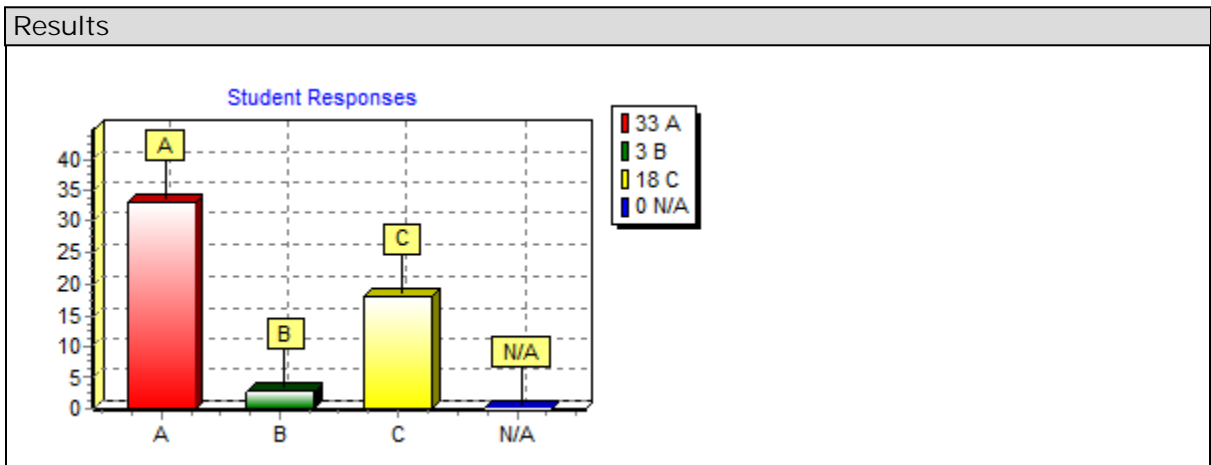 Results
Student Responses
33 A
3 B
18 C
0 N/A
A
B
C
N/A
40
35
30
25
20
15
10
5
0
A
B
C
N/A